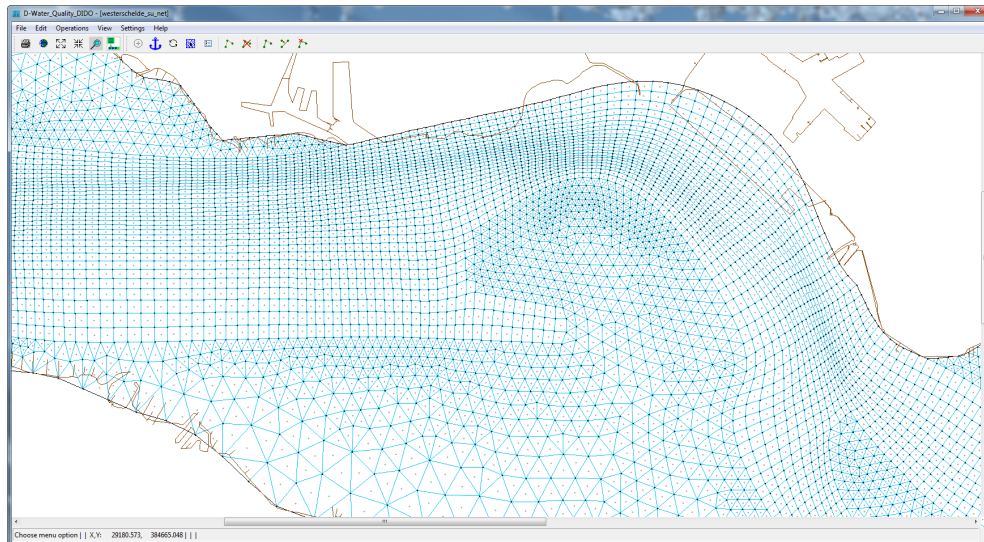 D-Water_Quality_DIDO - [westerschelde_su_net]
File Edit Operations View Settings Help
Choose menu option | | X,Y: 29180.573, 384665.048 | | |